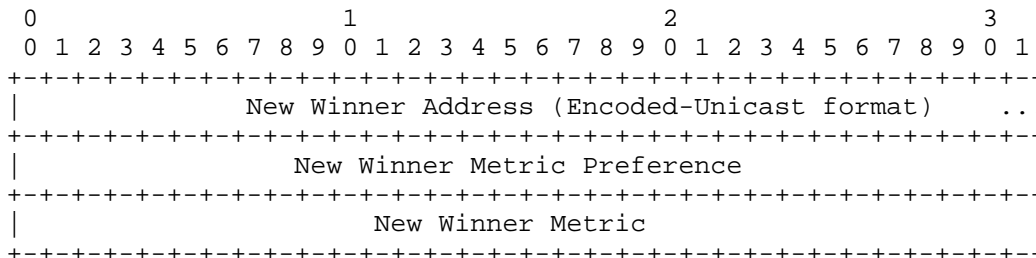 0                   1                   2                   3
 0 1 2 3 4 5 6 7 8 9 0 1 2 3 4 5 6 7 8 9 0 1 2 3 4 5 6 7 8 9 0 1
+-+-+-+-+-+-+-+-+-+-+-+-+-+-+-+-+-+-+-+-+-+-+-+-+-+-+-+-+-+-+-+-
|              New Winner Address (Encoded-Unicast format)    ..
+-+-+-+-+-+-+-+-+-+-+-+-+-+-+-+-+-+-+-+-+-+-+-+-+-+-+-+-+-+-+-+-
|                 New Winner Metric Preference
+-+-+-+-+-+-+-+-+-+-+-+-+-+-+-+-+-+-+-+-+-+-+-+-+-+-+-+-+-+-+-+-
|                      New Winner Metric
+-+-+-+-+-+-+-+-+-+-+-+-+-+-+-+-+-+-+-+-+-+-+-+-+-+-+-+-+-+-+-+-